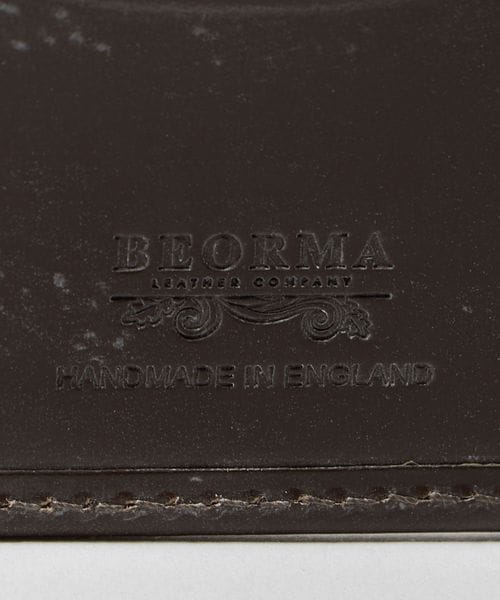 BEORMA
LEATHER COMPANY
HANDMADE IN ENGLAND